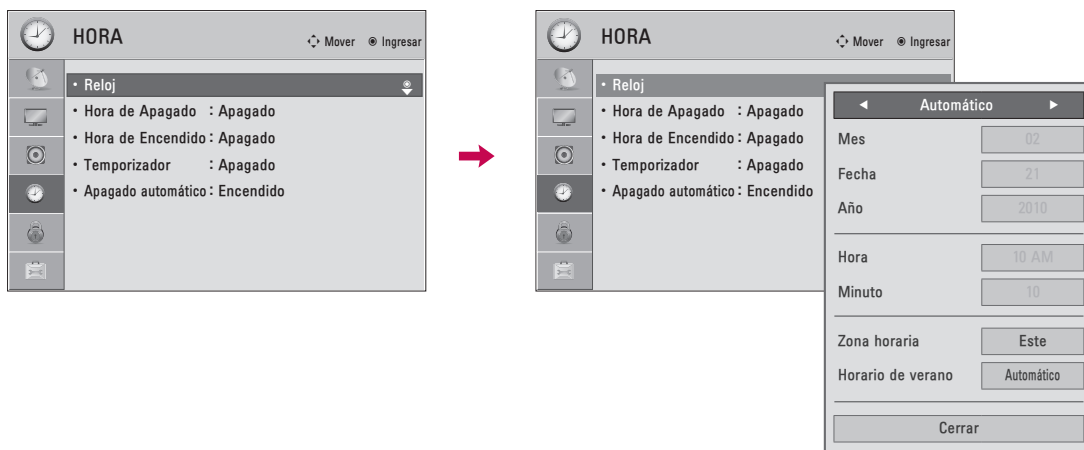 HORA
Mover Ingresar
• Reloj
• Hora de Apagado : Apagado
• Hora de Encendido : Apagado
• Temporizador : Apagado
• Apagado automático : Encendido
HORA
Mover Ingresar
• Reloj
• Hora de Apagado : Apagado
• Hora de Encendido : Apagado
• Temporizador : Apagado
• Apagado automático : Encendido
◄ Automático ►
Mes 02
Fecha 21
Año 2010
Hora 10 AM
Minuto 10
Zona horaria Este
Horario de verano Automático
Cerrar